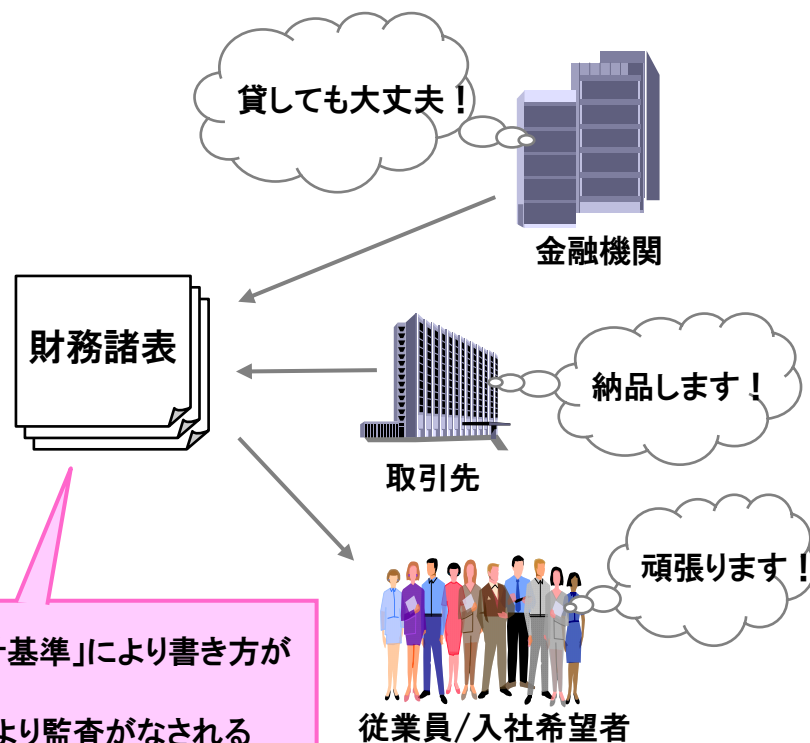 貸しても大丈夫！
金融機関
財務諸表
納品します！
取引先
頑張ります！
基準」により書き方が
より監査がなされる
従業員/入社希望者